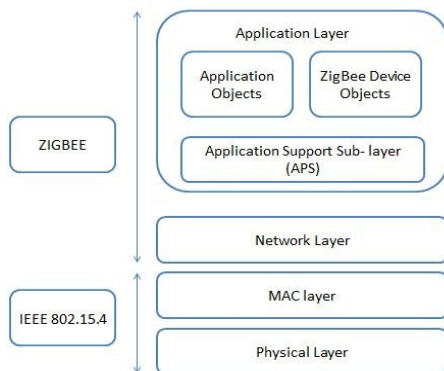 Application Layer
Application
Objects
ZigBee Device
Objects
ZIGBEE
Application Support Sub- layer
(APS)
Network Layer
MAC layer
IEEE 802.15.4
Physical Layer